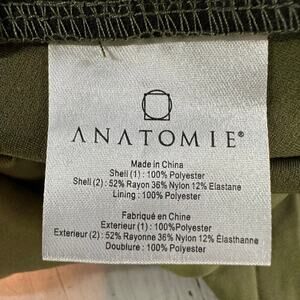 ANATOMIE®
Made in China
Shell (1) : 100% Polyester
Shell (2) : 52% Rayon 36% Nylon 12% Elastane
Lining : 100% Polyester
Fabriqué en Chine
Exterieur (1) : 100%Polyester
Exterieur (2) : 52% Rayonne 36% Nylon 12% Élasthanne
Doublure : 100% Polyester